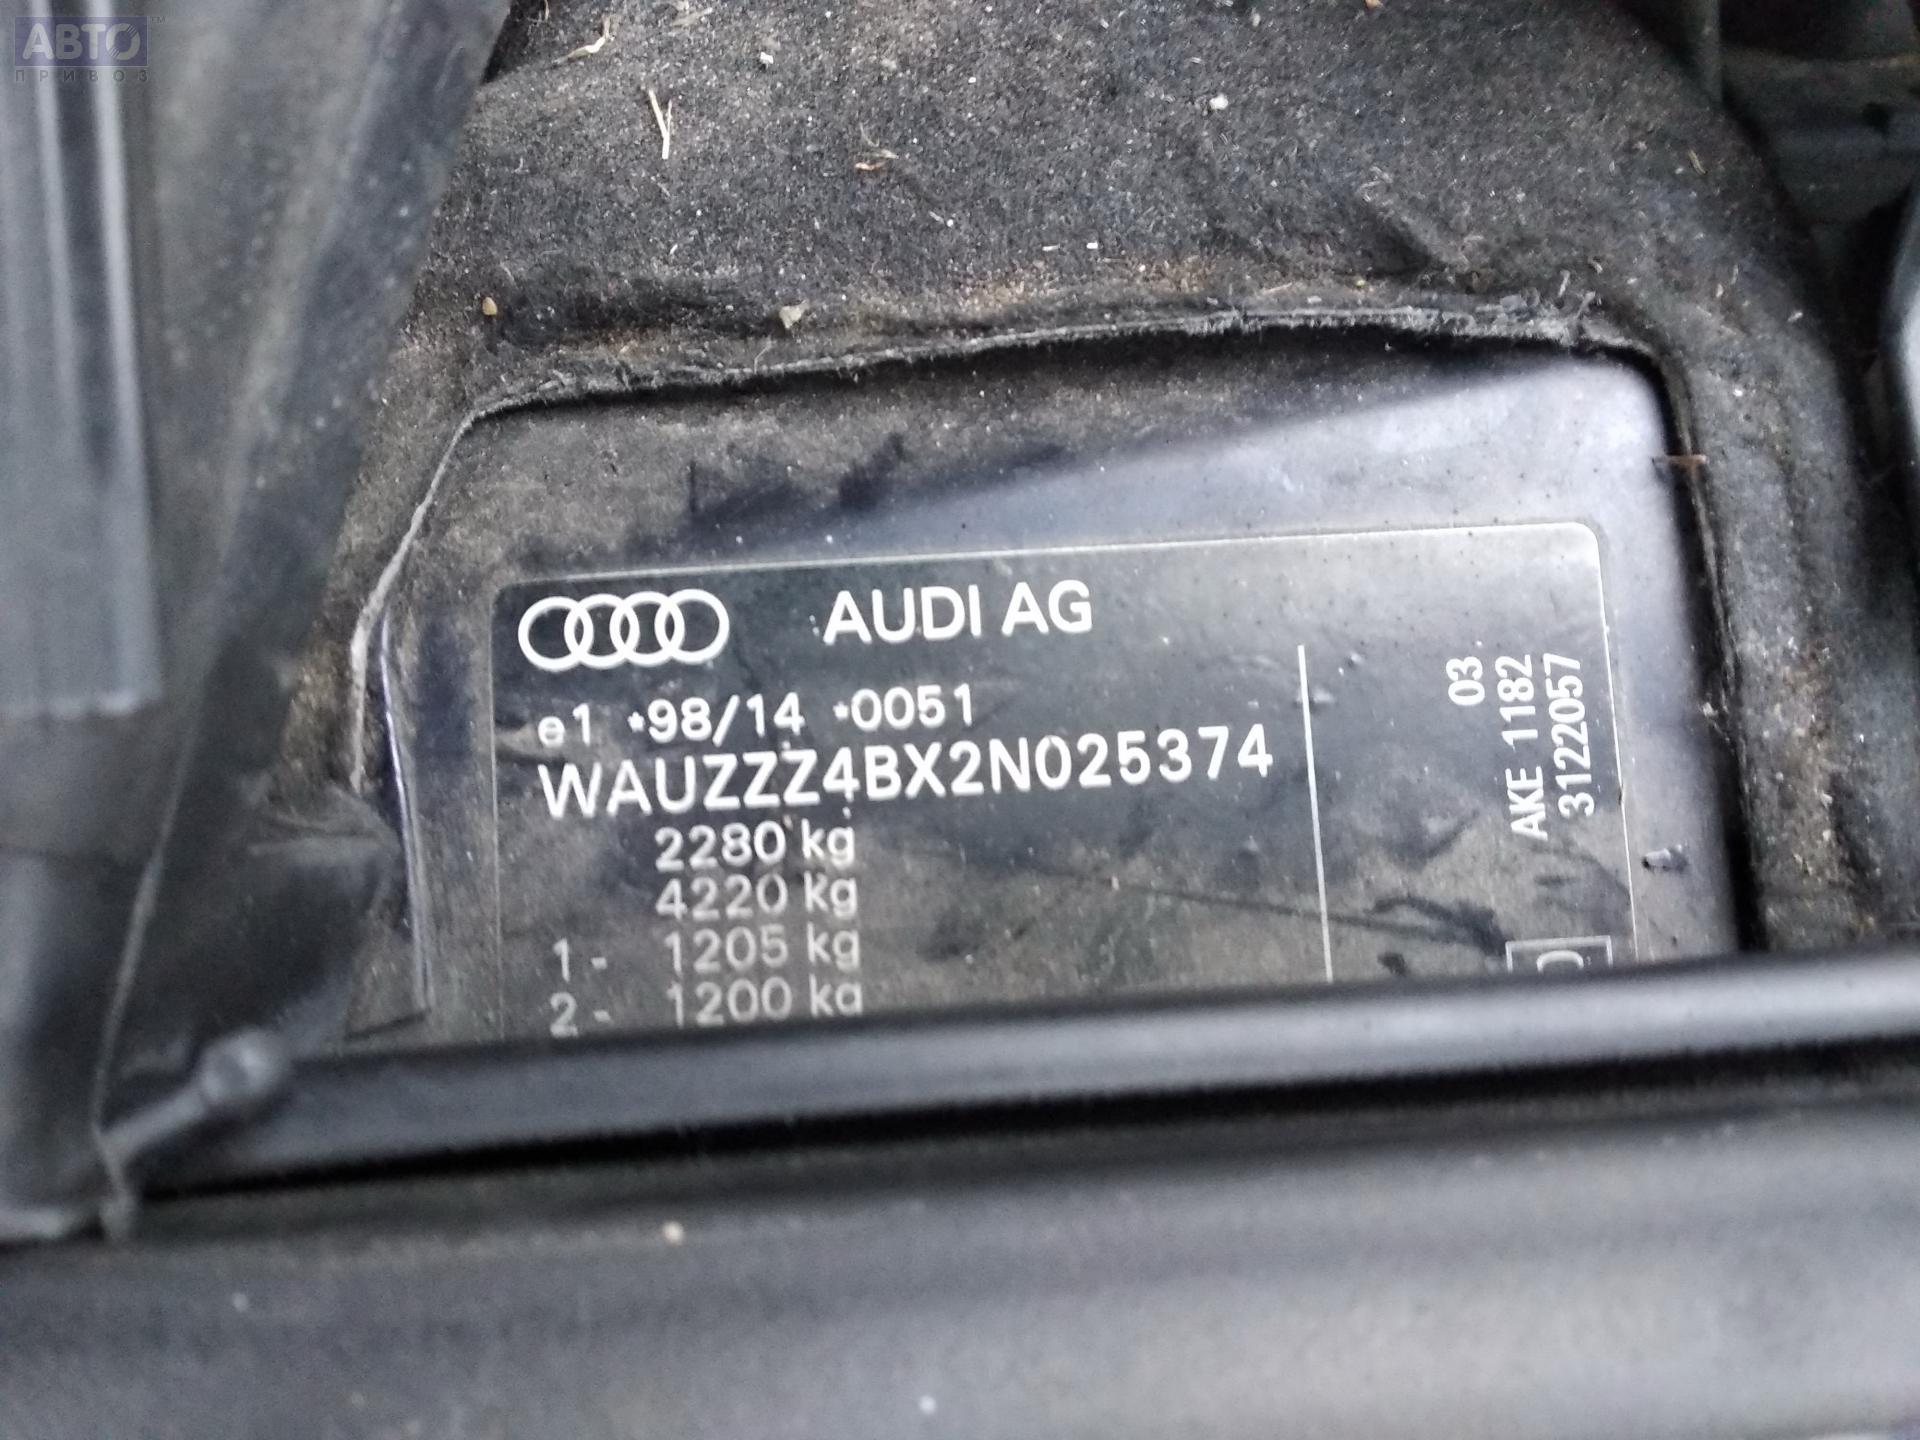 АВТО
ПРИВОЗ
AUDI AG
e1 *98/14 *0051
WAUZZZ4BX2N025374
2280 kg
4220 kg
1- 1205 kg
2- 1200 kg
03
AKE 1182
3122057